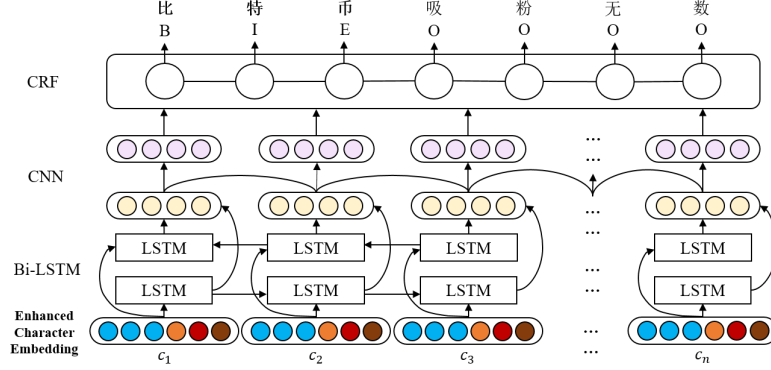 比 特 币 吸 粉 无 数
B I E O O O O
CRF
CNN
...
...
...
...
Bi-LSTM
LSTM LSTM LSTM LSTM
LSTM LSTM LSTM ... LSTM
...
Enhanced
Character
Embedding
...
...
c1 c2 c3 cn